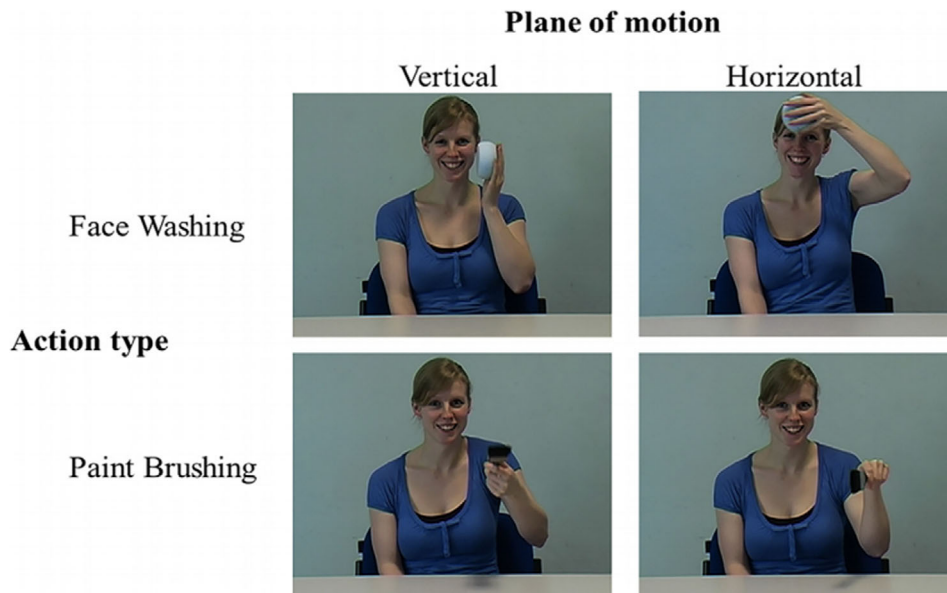 Plane of motion
Vertical Horizontal
Face Washing
Action type
Paint Brushing